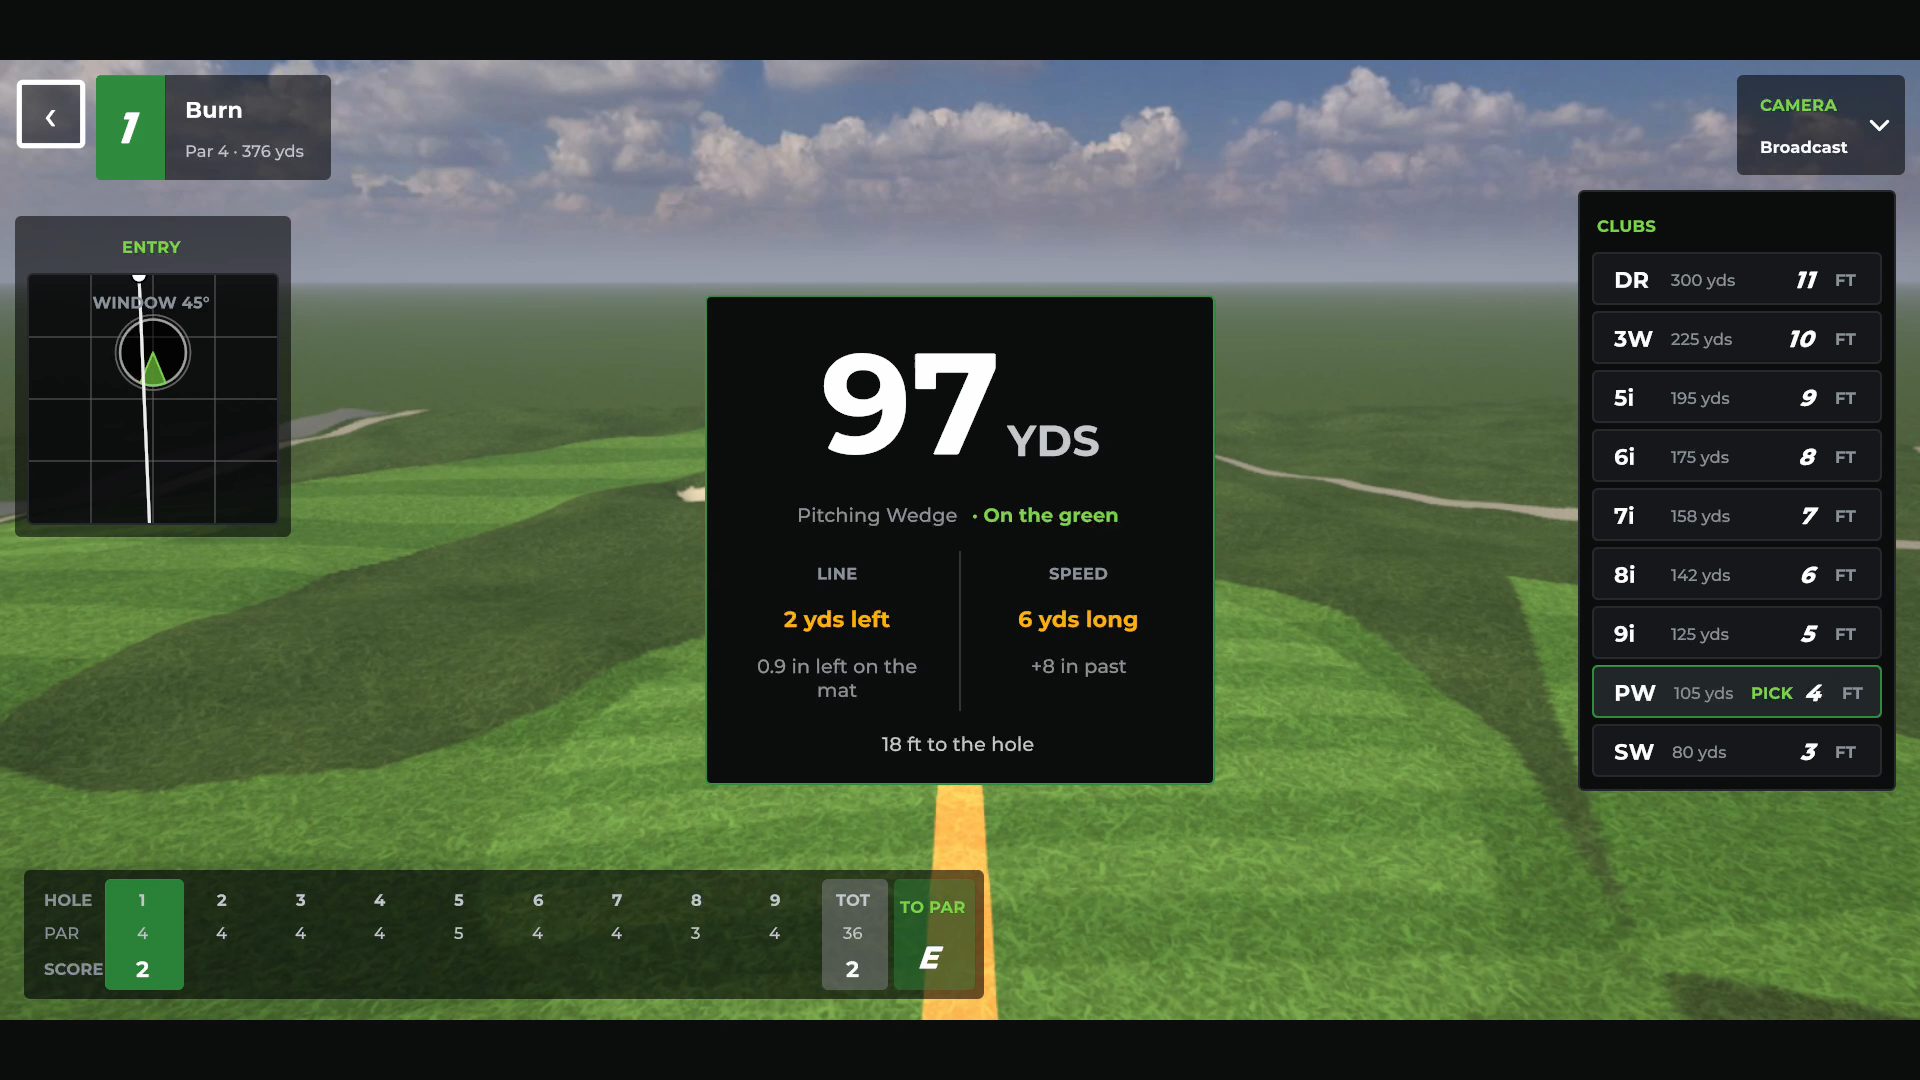 ‹
1
Burn
Par 4 · 376 yds
CAMERA
Broadcast
ENTRY
WINDOW 45°
97 YDS
Pitching Wedge · On the green
LINE
2 yds left
0.9 in left on the
mat
SPEED
6 yds long
+8 in past
18 ft to the hole
CLUBS
DR 300 yds 11 FT
3W 225 yds 10 FT
5i 195 yds 9 FT
6i 175 yds 8 FT
7i 158 yds 7 FT
8i 142 yds 6 FT
9i 125 yds 5 FT
PW 105 yds PICK 4 FT
SW 80 yds 3 FT
HOLE 1 2 3 4 5 6 7 8 9 TOT
PAR 4 4 4 4 5 4 4 3 4 36
SCORE 2 2
TO PAR
E